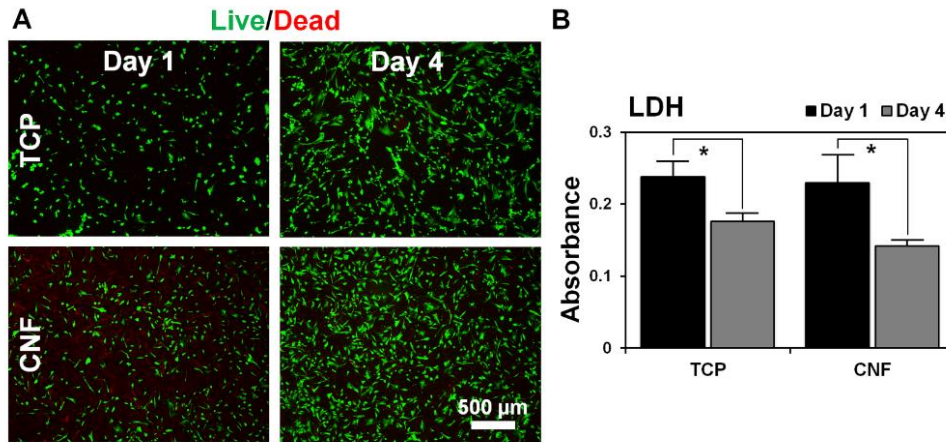 A
Live/Dead
Day 1
Day 4
TCP
CNF
500 µm
B
LDH
Day 1
Day 4
*
*
0.3
0.2
0.1
0
Absorbance
TCP
CNF